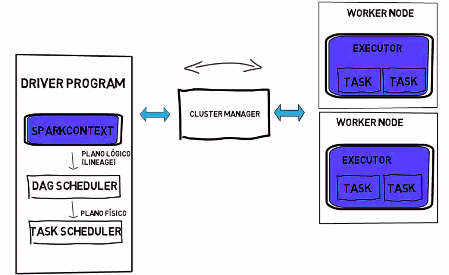 DRIVER PROGRAM
SPARKCONTEXT
PLANO LÓGICO
(LINEAGE)
DAG SCHEDULER
PLANO FÍSICO
TASK SCHEDULER
CLUSTER MANAGER
WORKER NODE
EXECUTOR
TASK TASK
WORKER NODE
EXECUTOR
TASK TASK